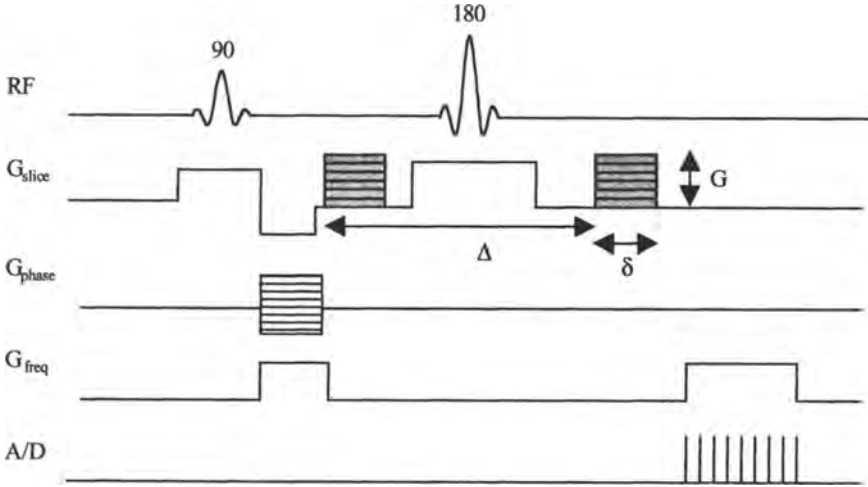 90
180
RF
G slice
G
Δ
δ
G phase
G freq
A/D